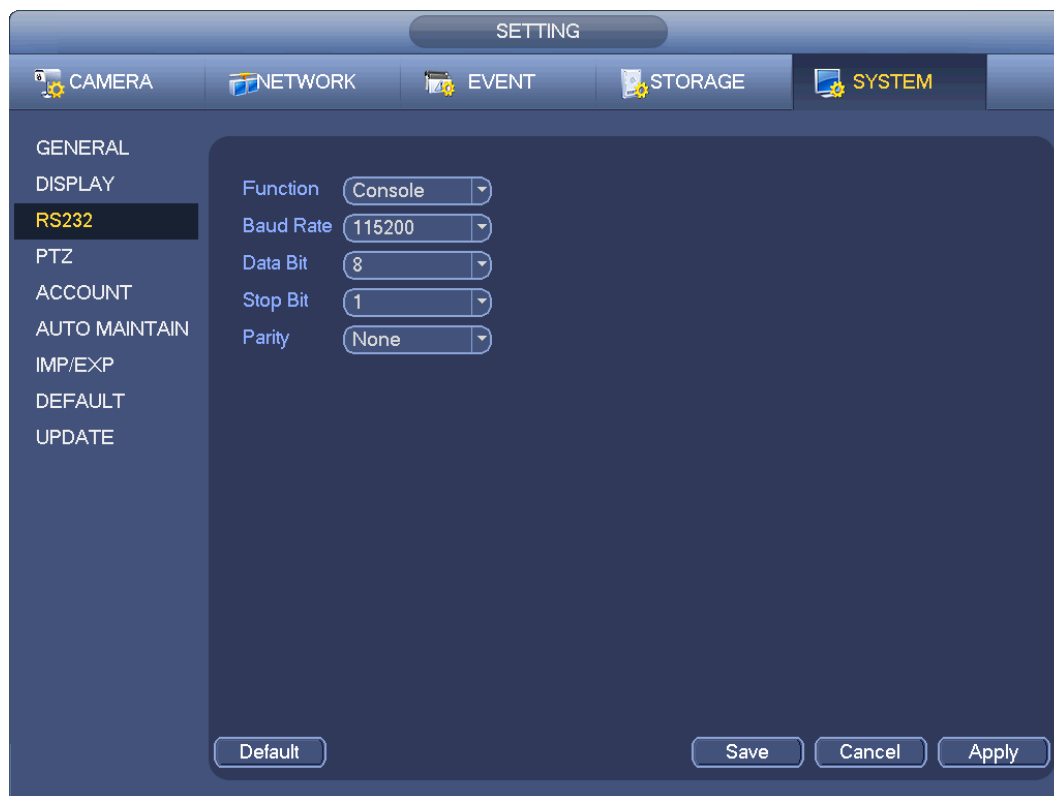 SETTING
CAMERA NETWORK EVENT STORAGE SYSTEM
GENERAL
DISPLAY
RS232
PTZ
ACCOUNT
AUTO MAINTAIN
IMP/EXP
DEFAULT
UPDATE
Function Console
Baud Rate 115200
Data Bit 8
Stop Bit 1
Parity None
Default Save Cancel Apply